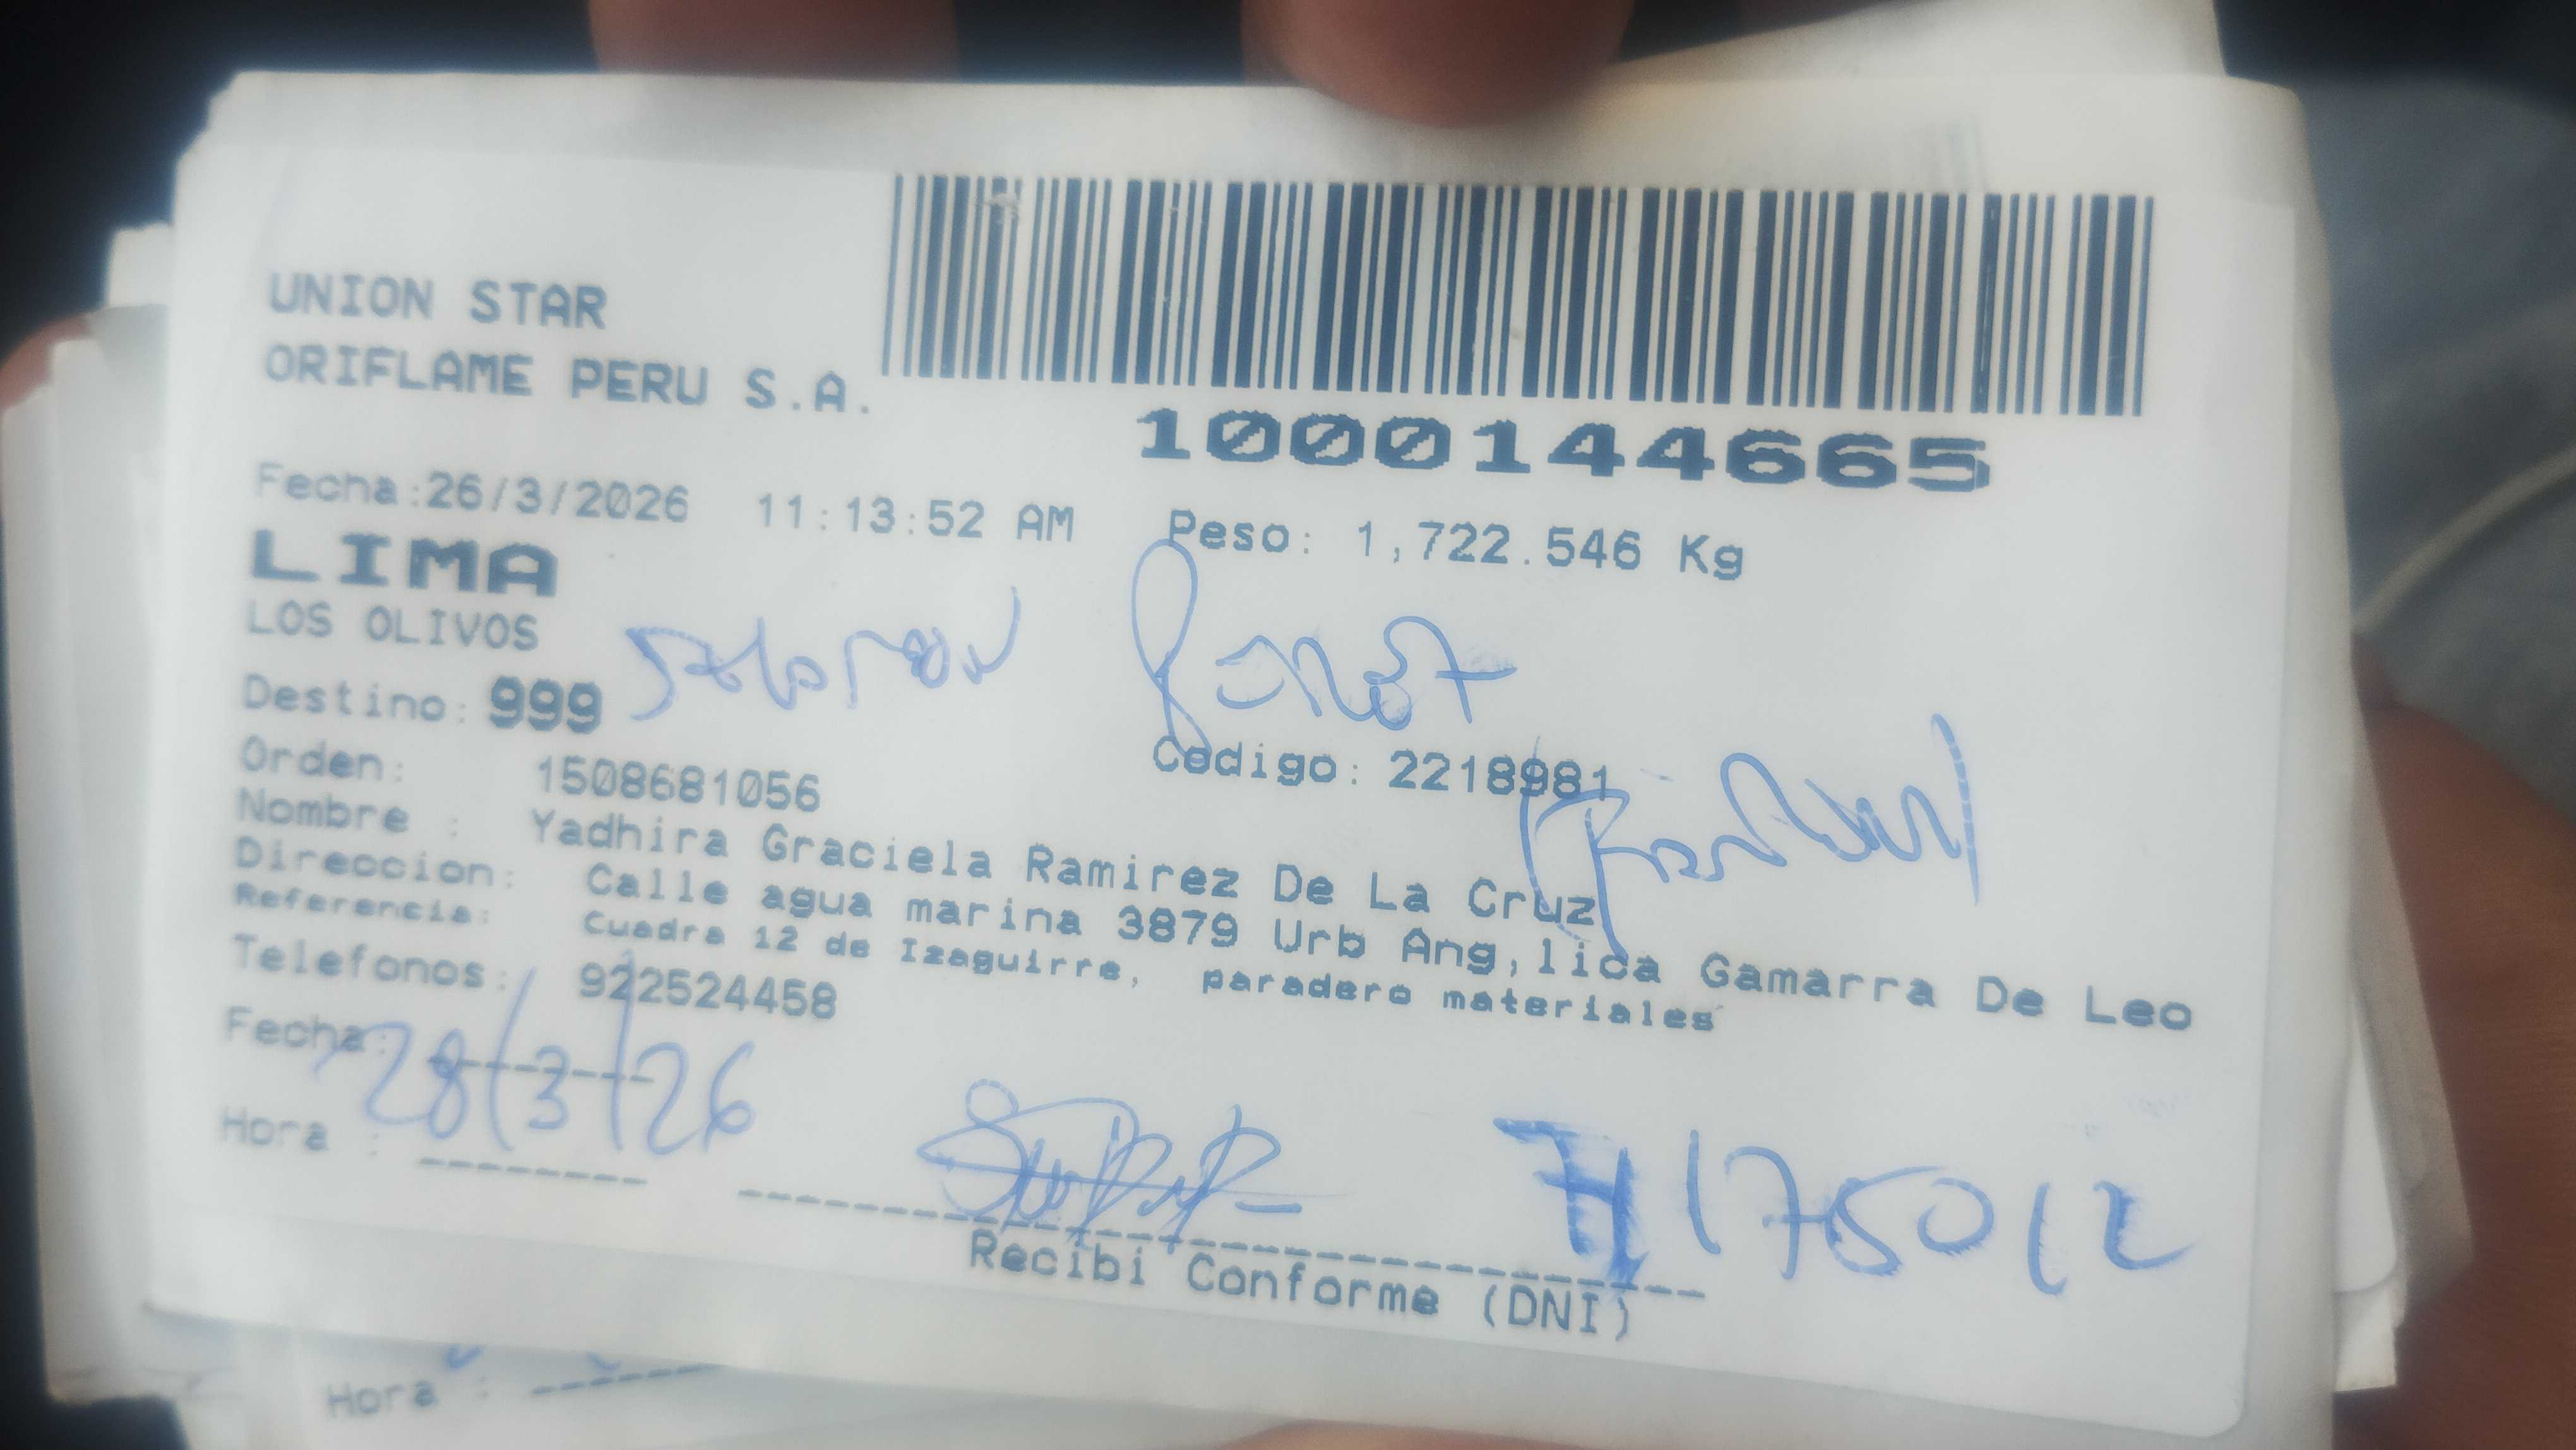 UNION STAR
ORIFLAME PERU S.A.
1000144665
Fecha:26/3/2026 11:13:52 AM Peso: 1,722.546 Kg
LIMA
LOS OLIVOS
Destino: 999
Orden: 1508681056 Codigo: 2218981
Nombre : Yadhira Graciela Ramirez De La Cruz
Direccion: Calle agua marina 3879 Urb Ang,lica Gamarra De Leo
Referencia: Cuadra 12 de Izaguirre, paradero materiales
Telefonos: 922524458
Fecha: 28/3/26
Hora :
71175012
Recibi Conforme (DNI)
Hora :